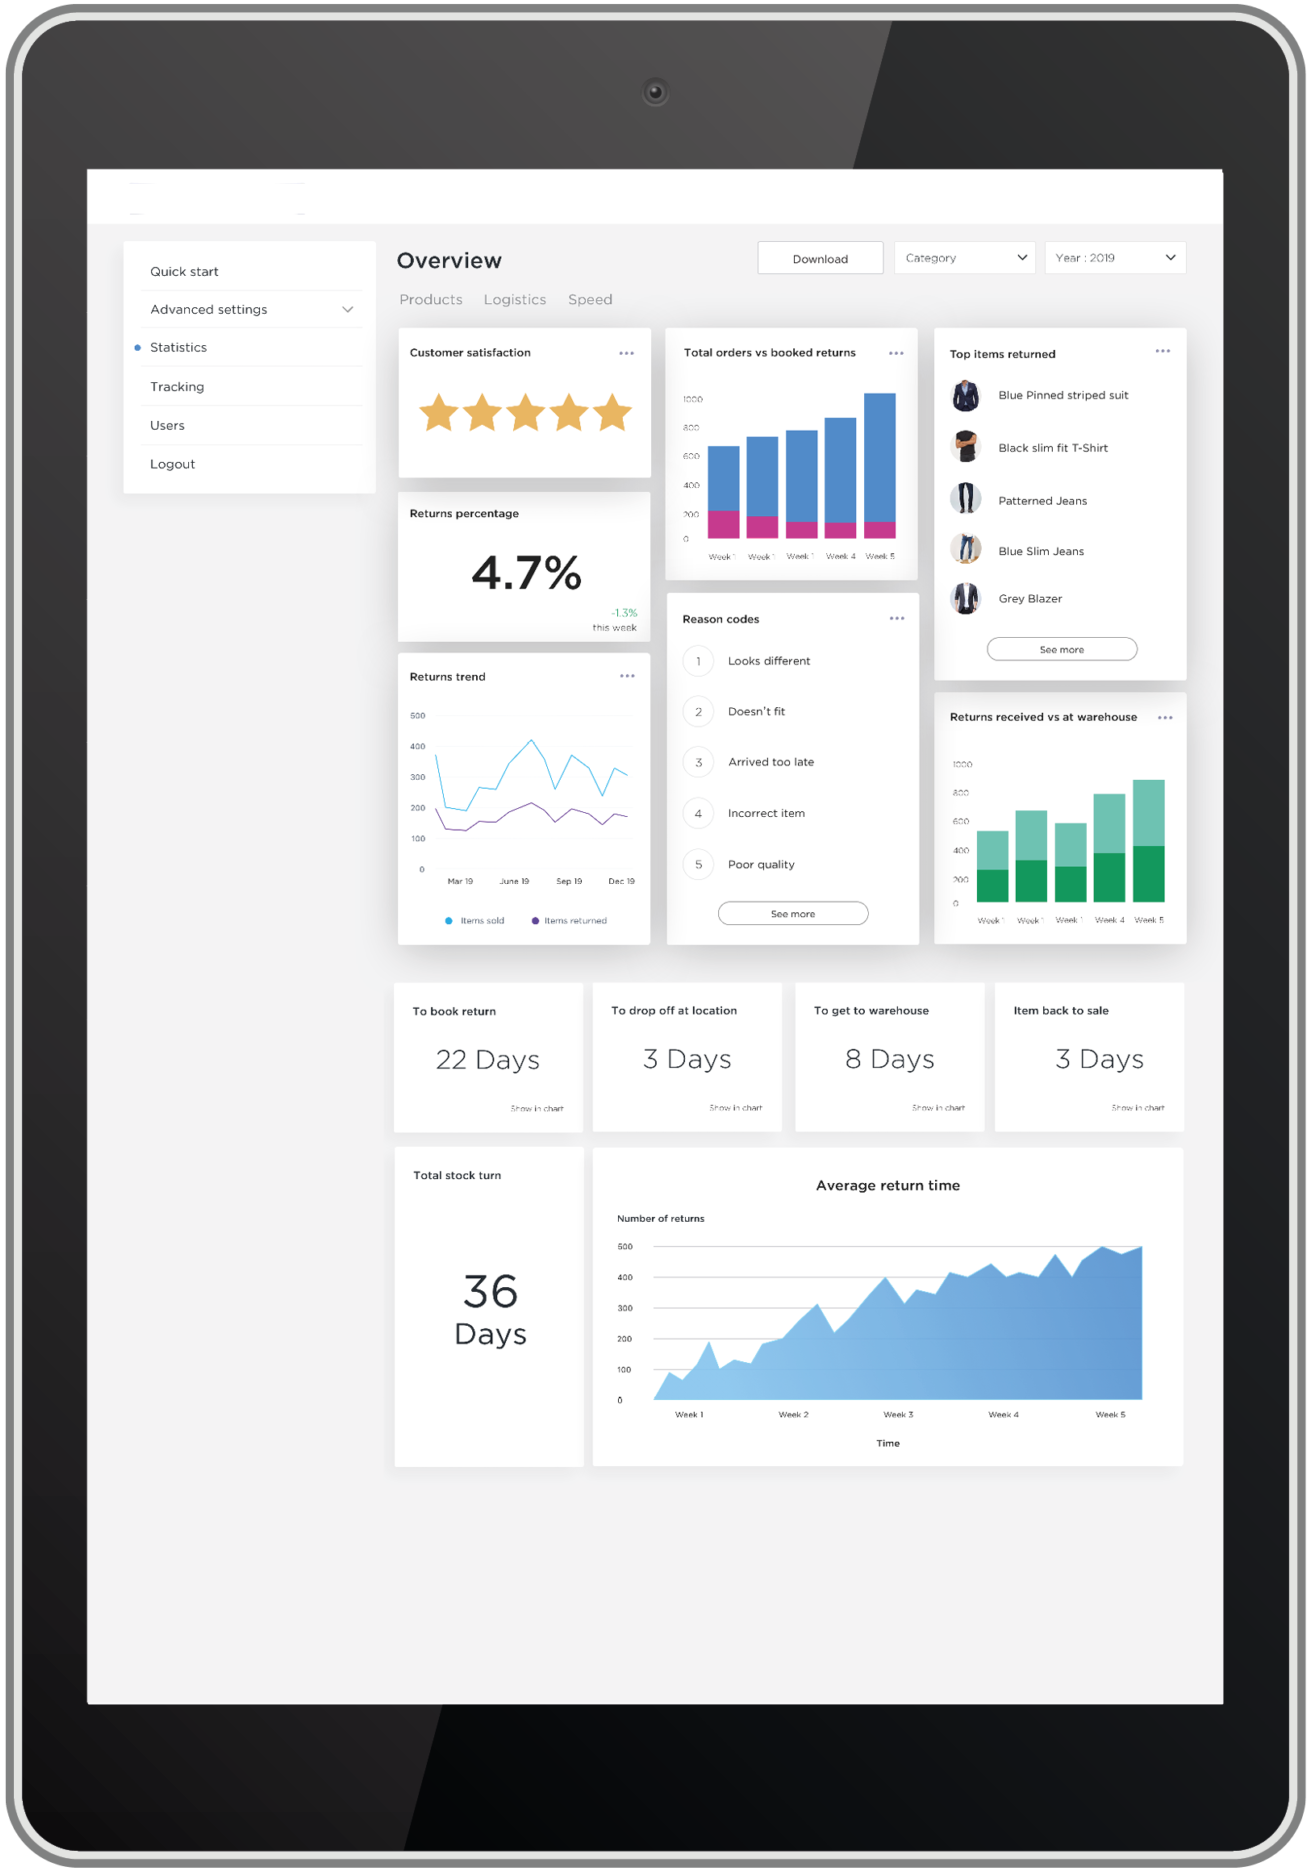 Quick start
Advanced settings
Statistics
Tracking
Users
Logout
Overview
Download
Category
Year : 2019
Products Logistics Speed
Customer satisfaction
Returns percentage
4.7%
-1.3%
this week
Returns trend
500
400
300
200
100
0
Mar 19 June 19 Sep 19 Dec 19
Items sold Items returned
Total orders vs booked returns
1000
800
600
400
200
0
Week 1 Week 1 Week 1 Week 4 Week 5
Reason codes
1 Looks different
2 Doesn't fit
3 Arrived too late
4 Incorrect item
5 Poor quality
See more
Top items returned
Blue Pinned striped suit
Black slim fit T-Shirt
Patterned Jeans
Blue Slim Jeans
Grey Blazer
See more
Returns received vs at warehouse
1000
800
600
400
200
0
Week 1 Week 1 Week 1 Week 4 Week 5
To book return
22 Days
Show in chart
To drop off at location
3 Days
Show in chart
To get to warehouse
8 Days
Show in chart
Item back to sale
3 Days
Show in chart
Total stock turn
36
Days
Average return time
Number of returns
500
400
300
200
100
0
Week 1 Week 2 Week 3 Week 4 Week 5
Time